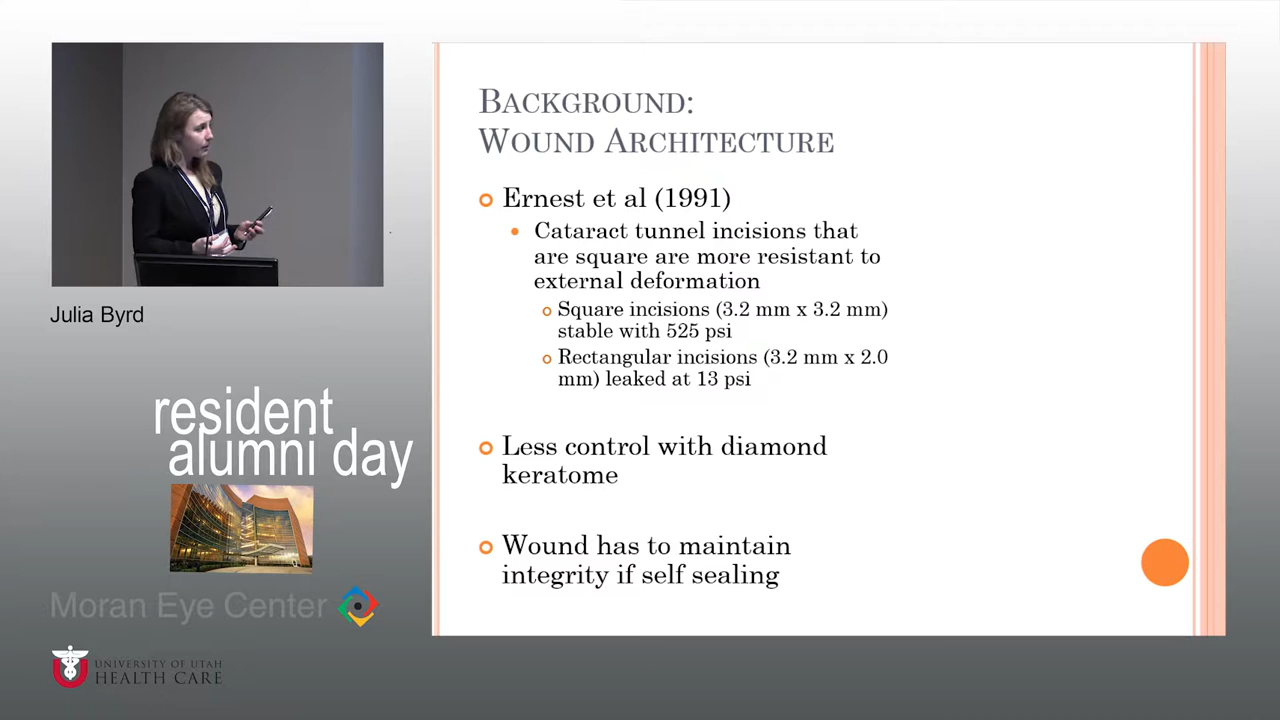 BACKGROUND:
WOUND ARCHITECTURE
Ernest et al (1991)
Cataract tunnel incisions that
are square are more resistant to
external deformation
Square incisions (3.2 mm x 3.2 mm)
stable with 525 psi
Rectangular incisions (3.2 mm x 2.0
mm) leaked at 13 psi
Less control with diamond
keratome
Wound has to maintain
integrity if self sealing
Julia Byrd
resident
alumni day
Moran Eye Center
UNIVERSITY OF UTAH
HEALTH CARE